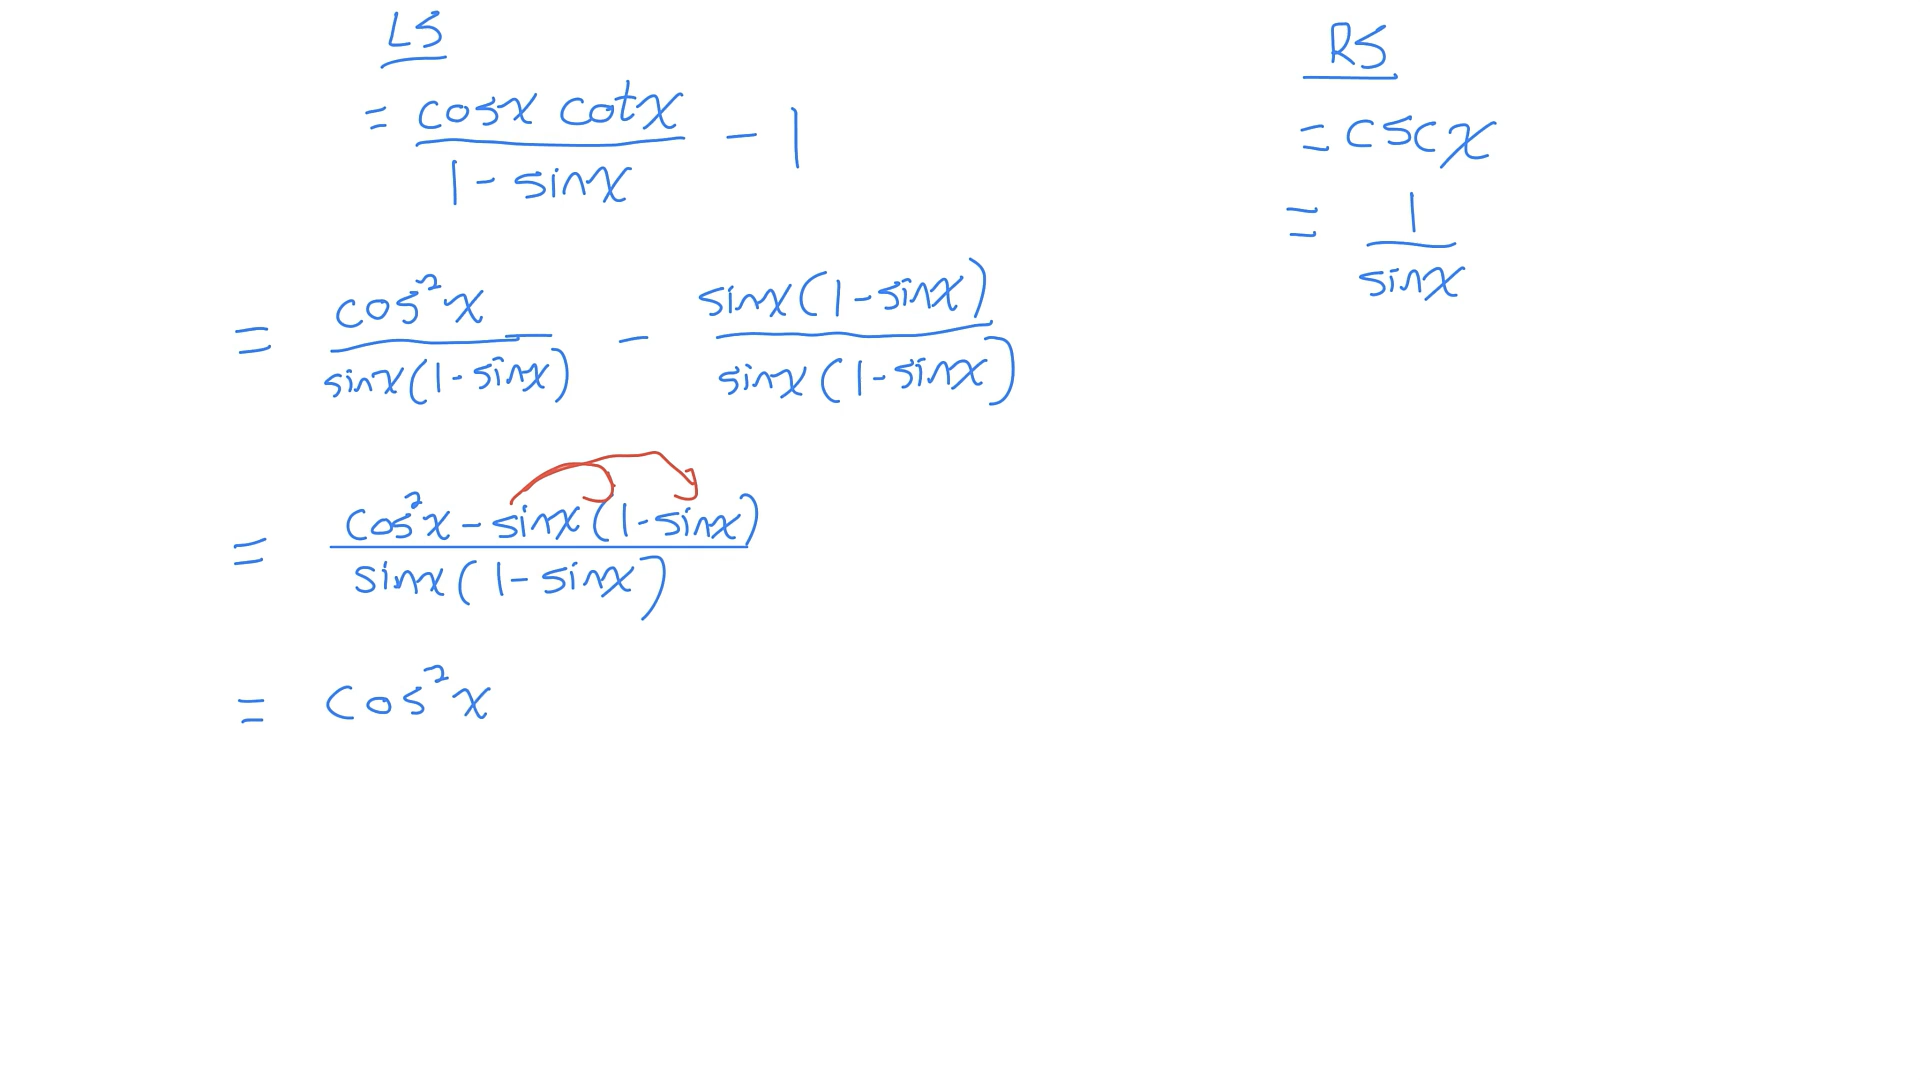 LS
= cosx cotx / 1 - sinx - 1
= cos²x / sinx(1-sinx) - sinx(1-sinx) / sinx(1-sinx)
= cos²x - sinx(1-sinx) / sinx(1-sinx)
= cos²x
RS
= cscx
= 1 / sinx